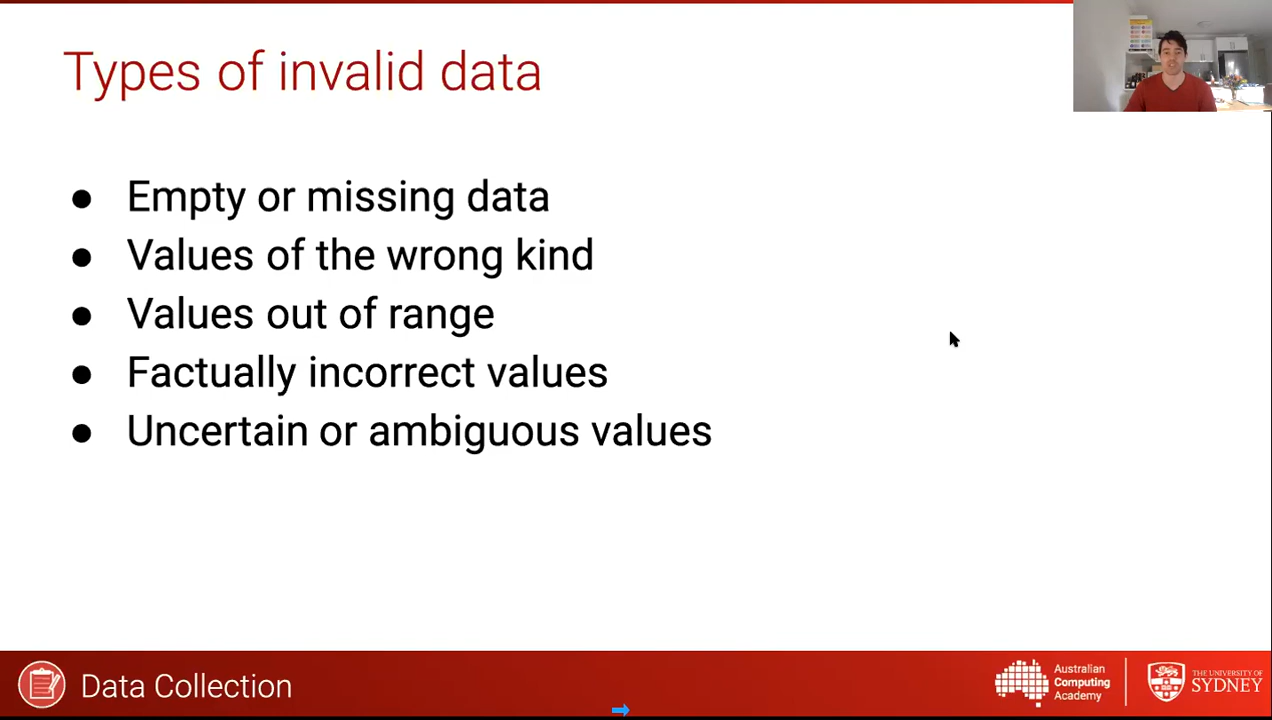 Types of invalid data
● Empty or missing data
● Values of the wrong kind
● Values out of range
● Factually incorrect values
● Uncertain or ambiguous values
Data Collection
Australian
Computing
Academy
THE UNIVERSITY OF
SYDNEY